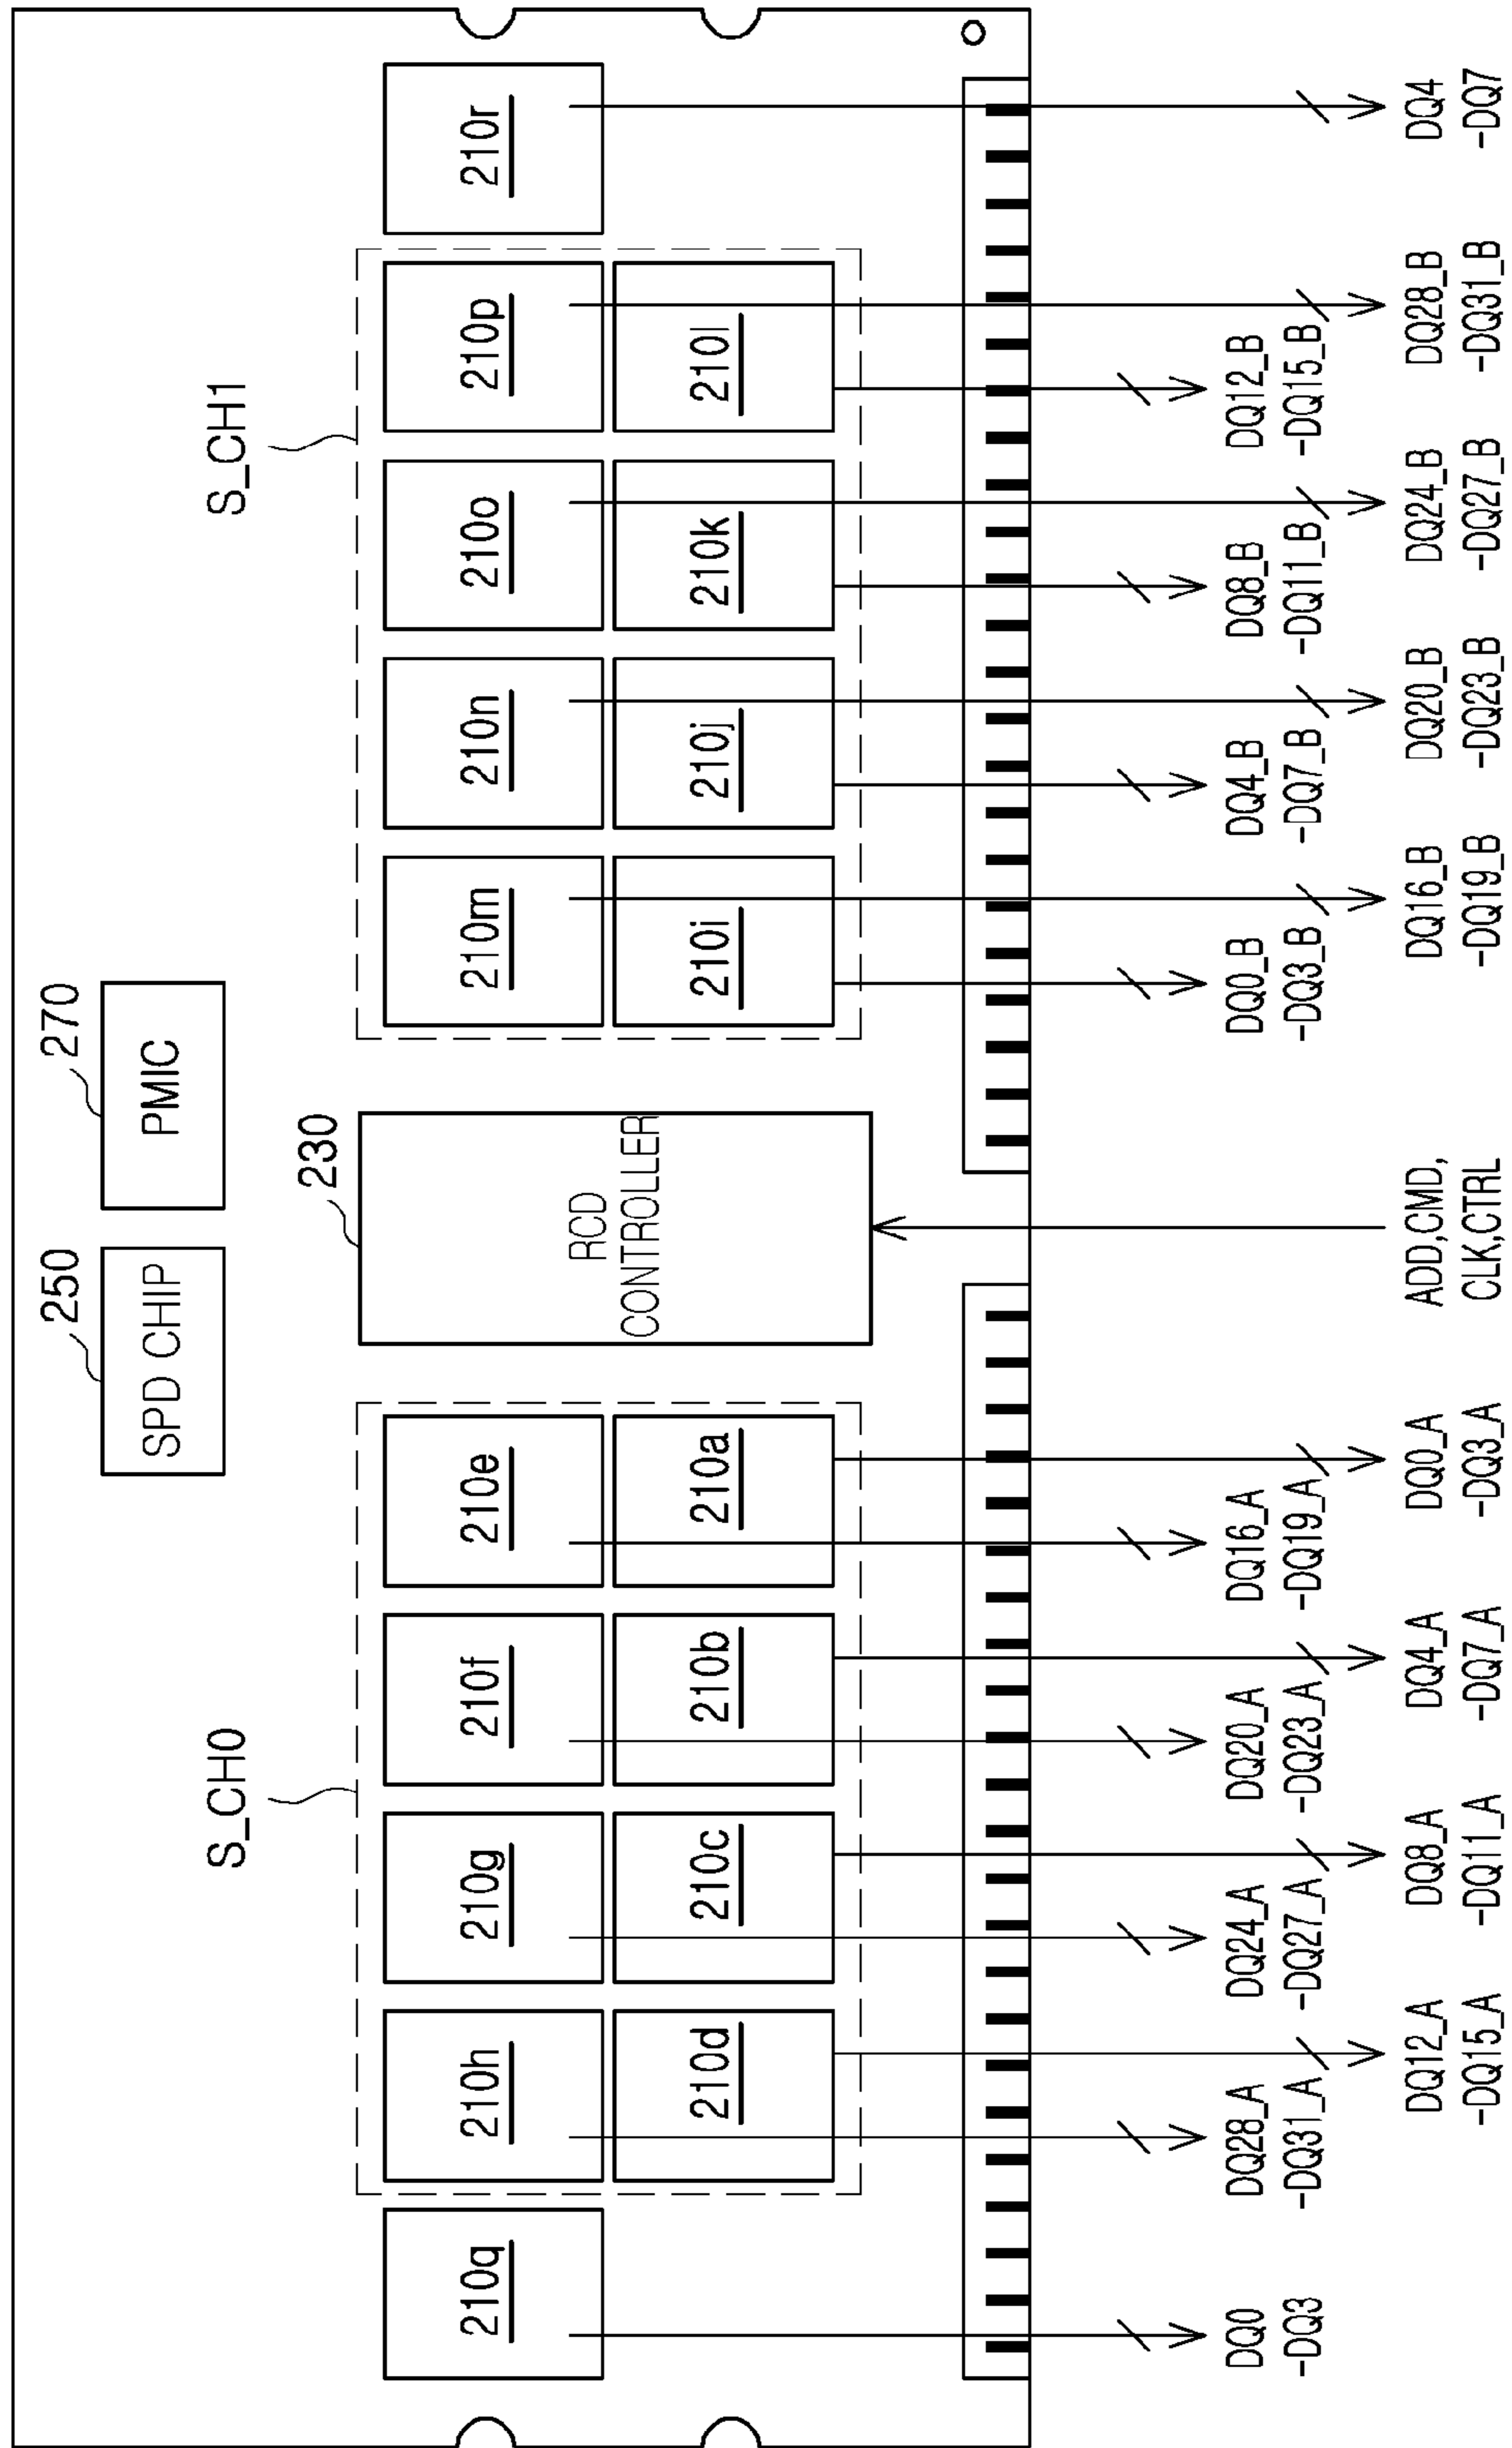 250
SPD CHIP
270
PMIC
S_CH0
S_CH1
230
RCD
CONTROLLER
210q
210h
210g
210f
210e
210m
210n
210o
210p
210r
210d
210c
210b
210a
210i
210j
210k
210l
DQ0
-DQ3
DQ28_A
-DQ31_A
DQ24_A
-DQ27_A
DQ20_A
-DQ23_A
DQ16_A
-DQ19_A
DQ0_B
-DQ3_B
DQ4_B
-DQ7_B
DQ8_B
-DQ11_B
DQ12_B
-DQ15_B
DQ12_A
-DQ15_A
DQ8_A
-DQ11_A
DQ4_A
-DQ7_A
DQ0_A
-DQ3_A
ADD,CMD,
CLK,CTRL
DQ16_B
-DQ19_B
DQ20_B
-DQ23_B
DQ24_B
-DQ27_B
DQ28_B
-DQ31_B
DQ4
-DQ7